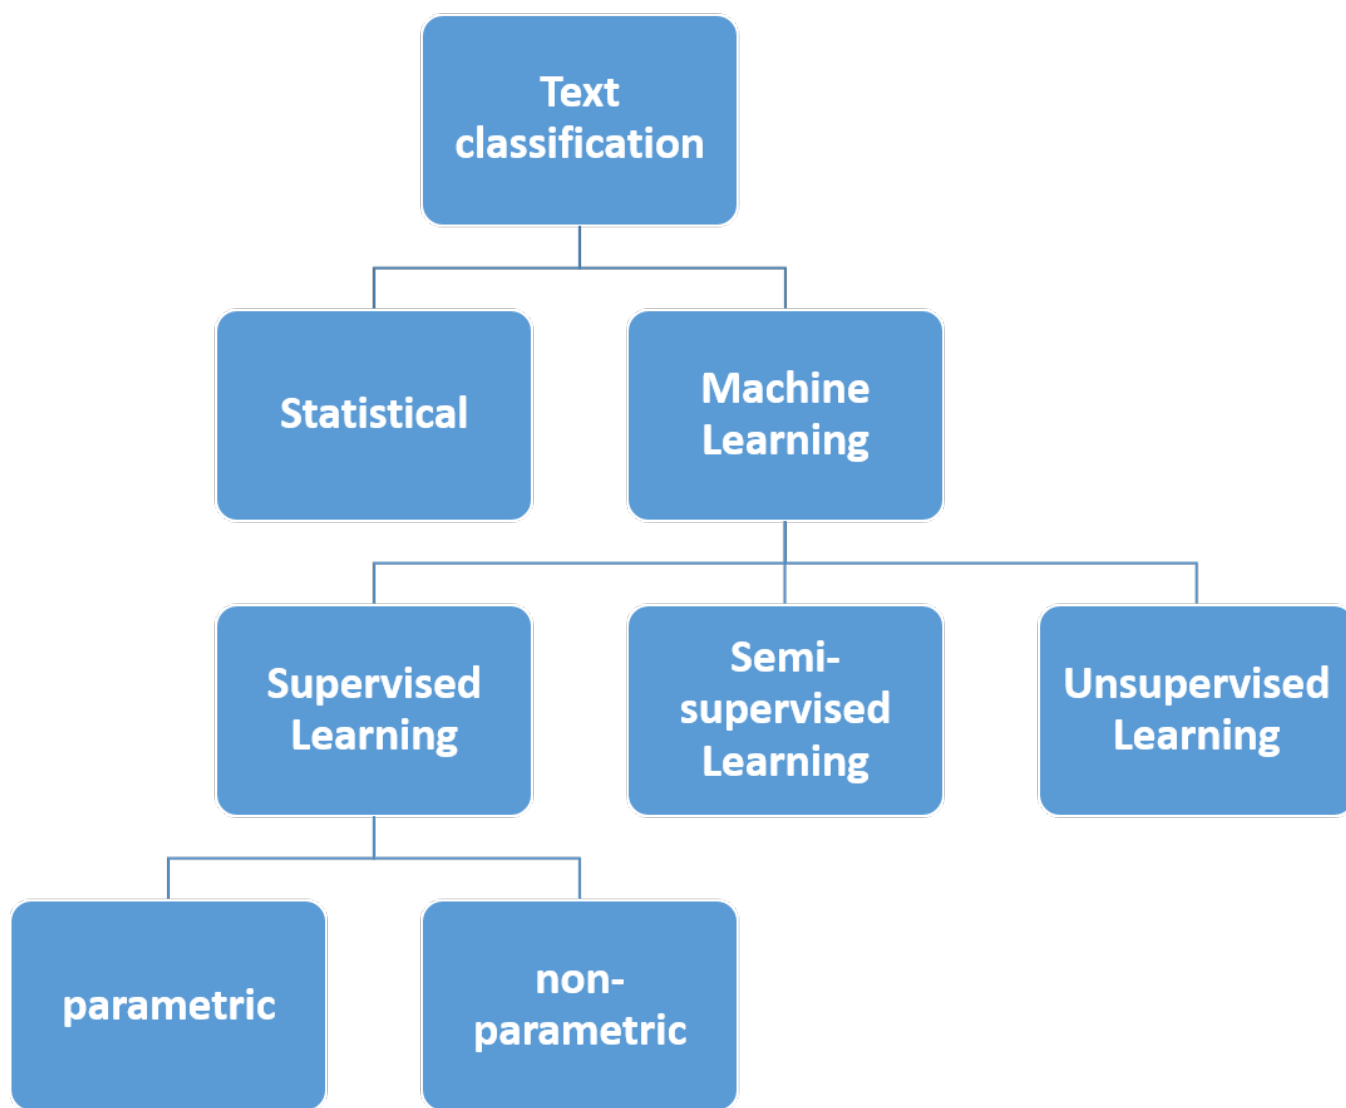 Text
classification
Statistical
Machine
Learning
Supervised
Learning
Semi-
supervised
Learning
Unsupervised
Learning
parametric
non-
parametric